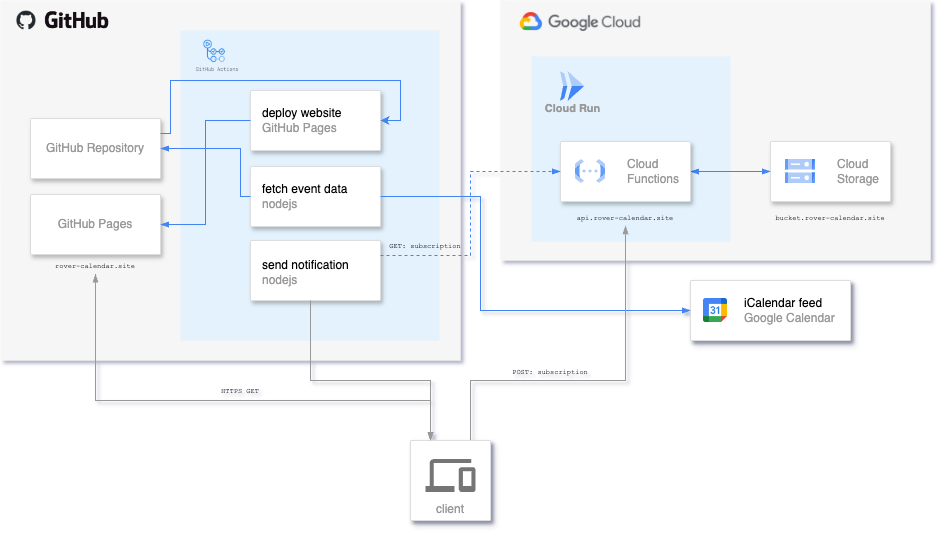 GitHub
GitHub Actions
deploy website
GitHub Pages
GitHub Repository
fetch event data
nodejs
GitHub Pages
rover-calendar.site
send notification
nodejs
GET: subscription
Google Cloud
Cloud Run
Cloud
Functions
api.rover-calendar.site
Cloud
Storage
bucket.rover-calendar.site
31
iCalendar feed
Google Calendar
POST: subscription
HTTPS GET
client